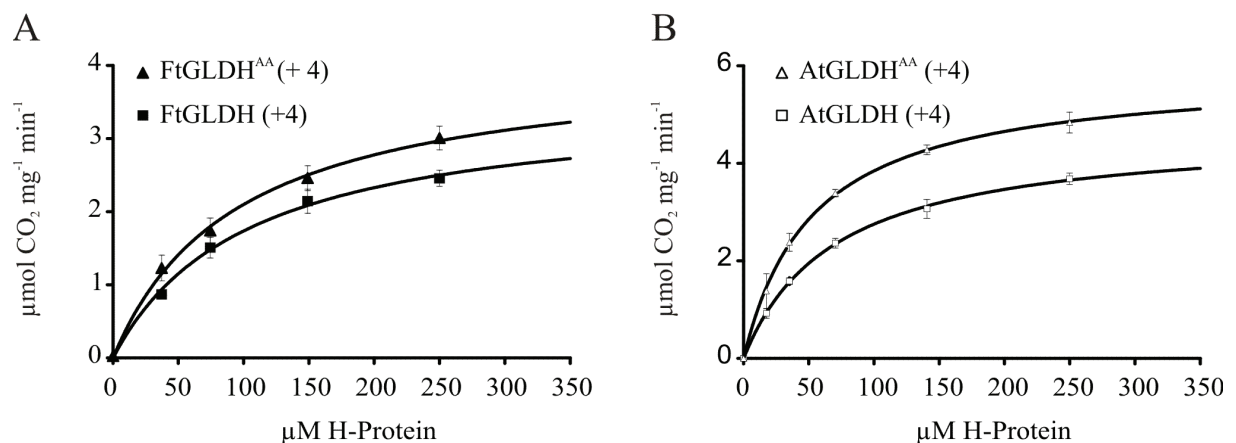 A
B
4
3
2
1
0
FtGLDH^AA (+ 4)
FtGLDH (+4)
µmol CO₂ mg⁻¹ min⁻¹
0 50 100 150 200 250 300 350
µM H-Protein
6
4
2
0
AtGLDH^AA (+4)
AtGLDH (+4)
µmol CO₂ mg⁻¹ min⁻¹
0 50 100 150 200 250 300 350
µM H-Protein